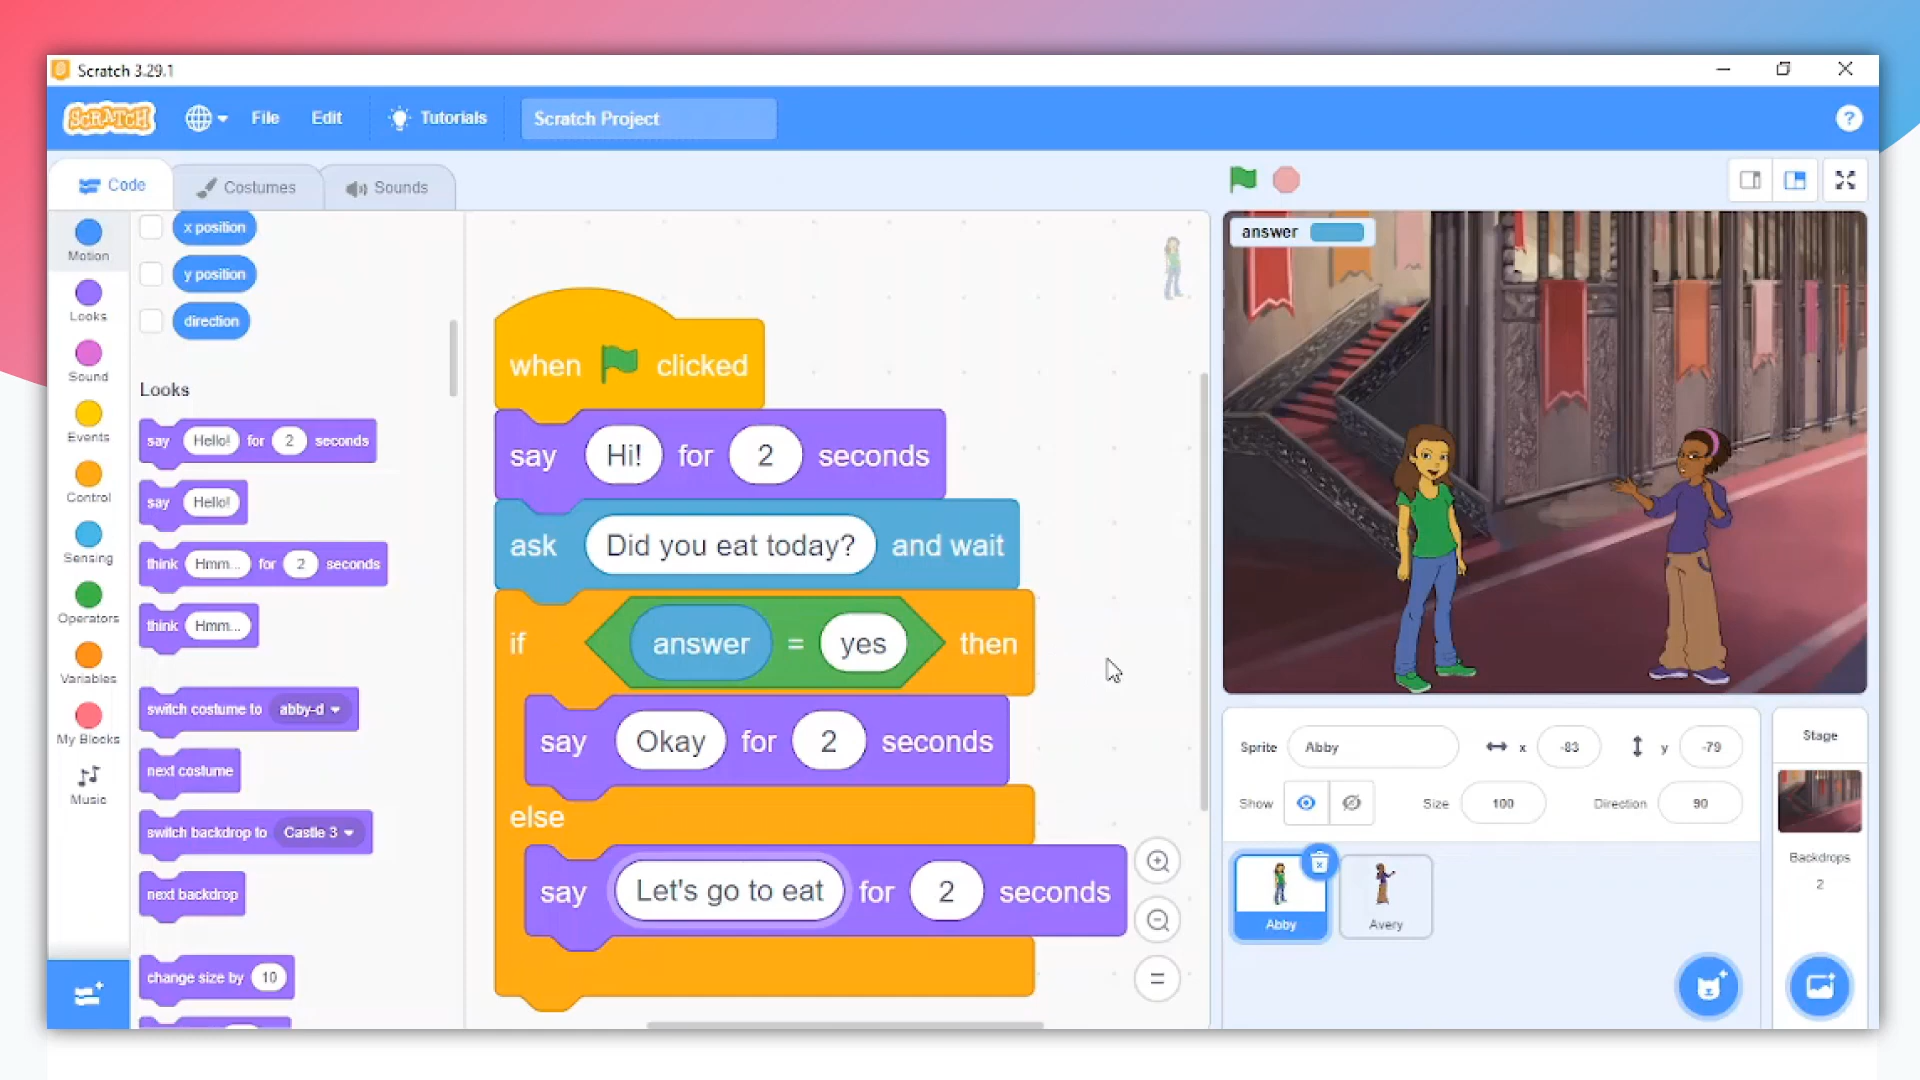 Scratch 3.29.1
SCRATCH
File
Edit
Tutorials
Scratch Project
?
Code
Costumes
Sounds
Motion
Looks
Sound
Events
Control
Sensing
Operators
Variables
My Blocks
Music
x position
y position
direction
Looks
say Hello! for 2 seconds
say Hello!
think Hmm... for 2 seconds
think Hmm...
switch costume to abby-d
next costume
switch backdrop to Castle 3
next backdrop
change size by 10
when clicked
say Hi! for 2 seconds
ask Did you eat today? and wait
if answer = yes then
say Okay for 2 seconds
else
say Let's go to eat for 2 seconds
answer
Sprite Abby x -83 y -79
Show Size 100 Direction 90
Abby
Avery
Stage
Backdrops
2